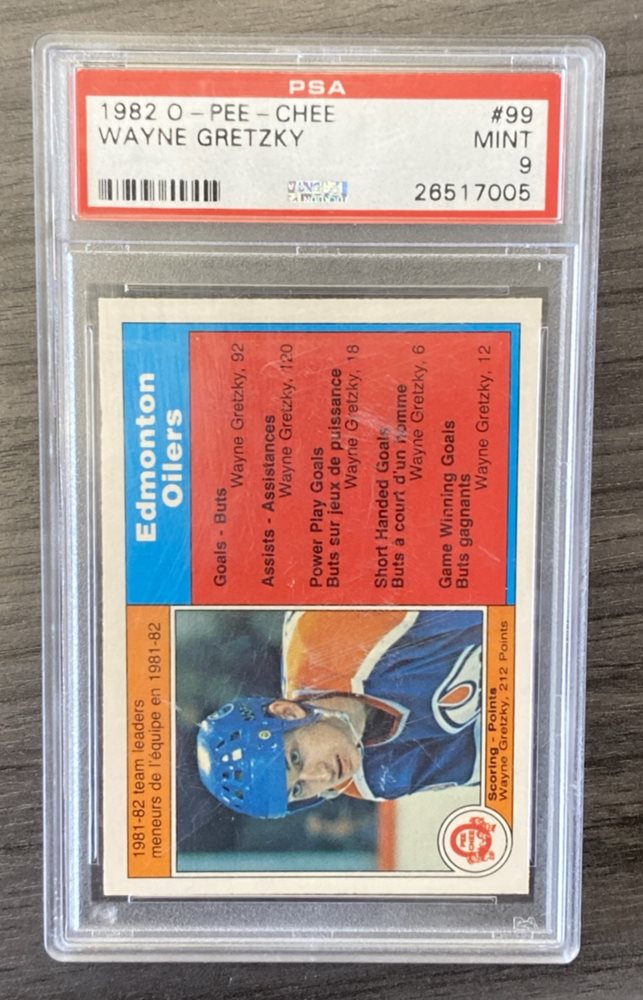 PSA
1982 O-PEE-CHEE #99
WAYNE GRETZKY MINT
9
26517005
Edmonton
Oilers
Goals - Buts
Wayne Gretzky, 92
Assists - Assistances
Wayne Gretzky, 120
Power Play Goals
Buts sur jeux de puissance
Wayne Gretzky, 18
Short Handed Goals
Buts à court d'un homme
Wayne Gretzky, 6
Game Winning Goals
Buts gagnants
Wayne Gretzky, 12
1981-82 team leaders
meneurs de l'équipe en 1981-82
Scoring - Points
Wayne Gretzky, 212 Points
O
PEE
CHEE